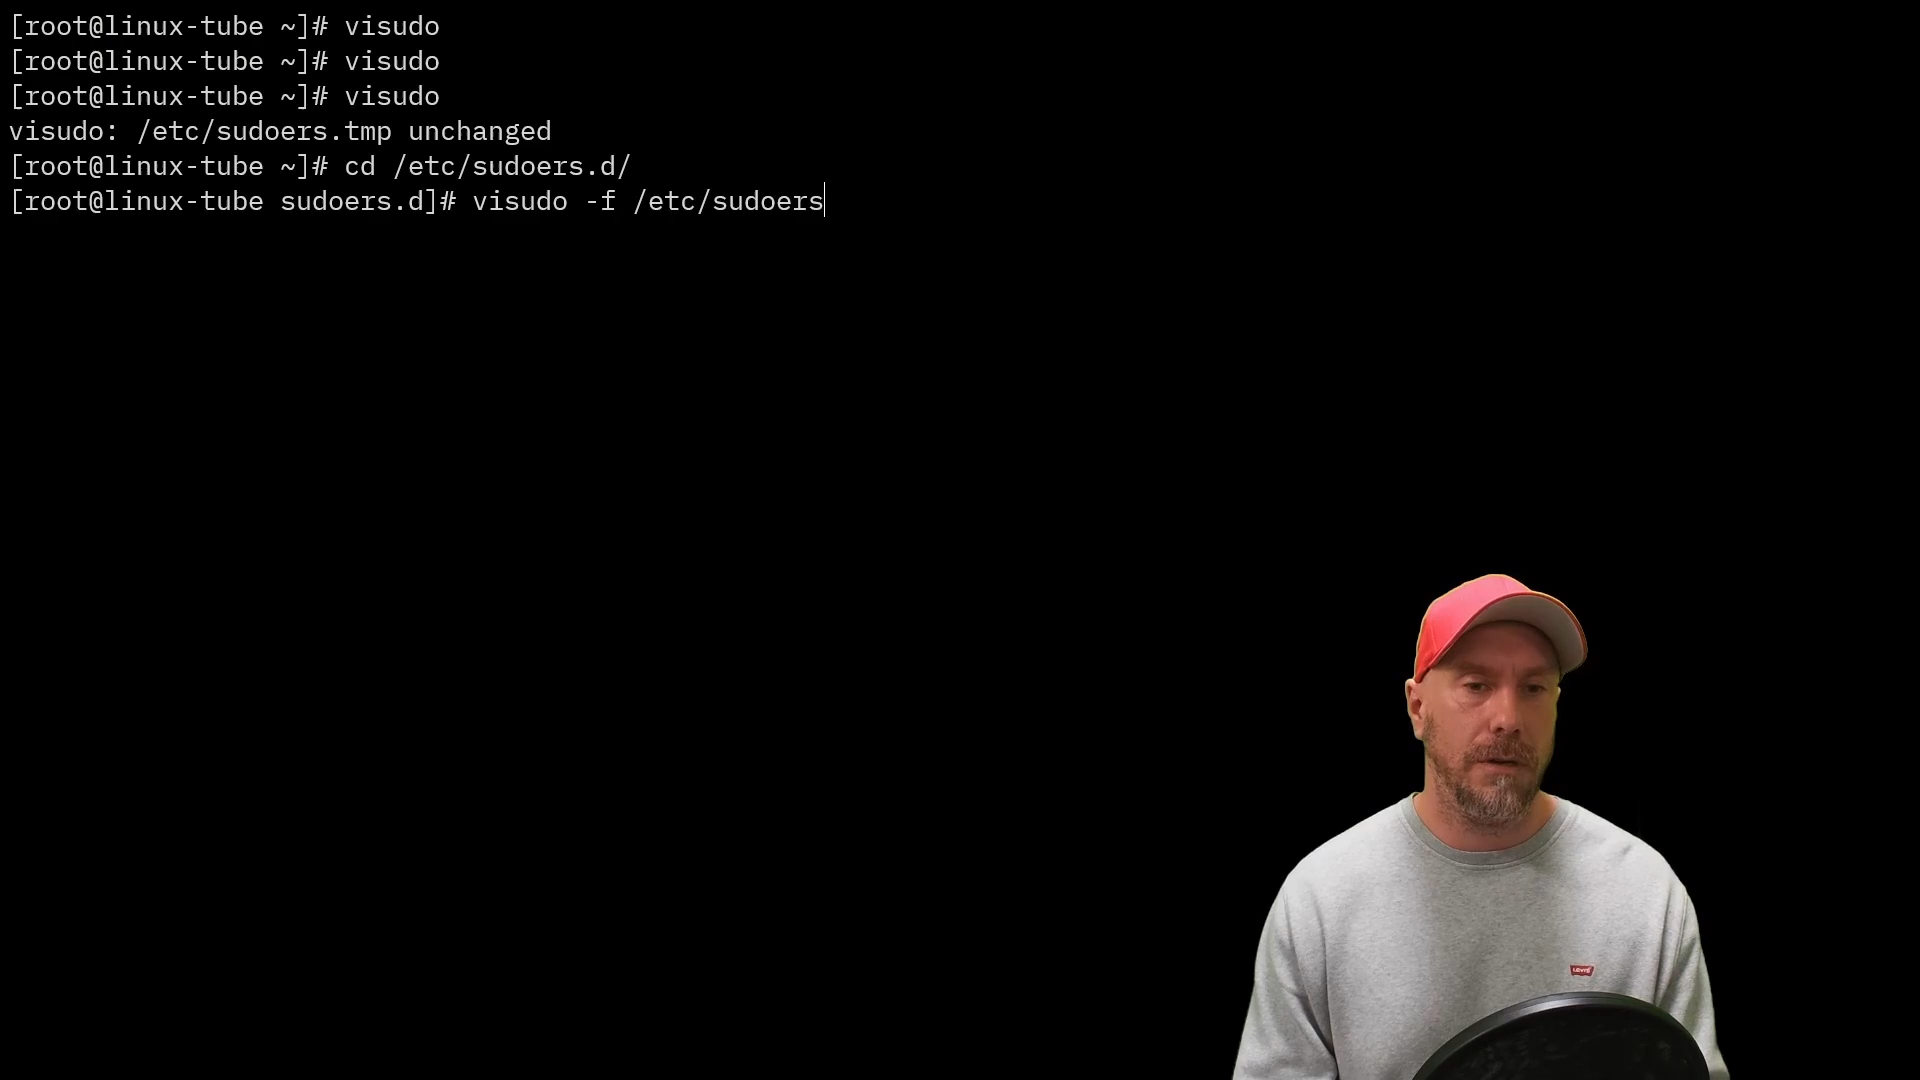 [root@linux-tube ~]# visudo
[root@linux-tube ~]# visudo
[root@linux-tube ~]# visudo
visudo: /etc/sudoers.tmp unchanged
[root@linux-tube ~]# cd /etc/sudoers.d/
[root@linux-tube sudoers.d]# visudo -f /etc/sudoers
Levi's